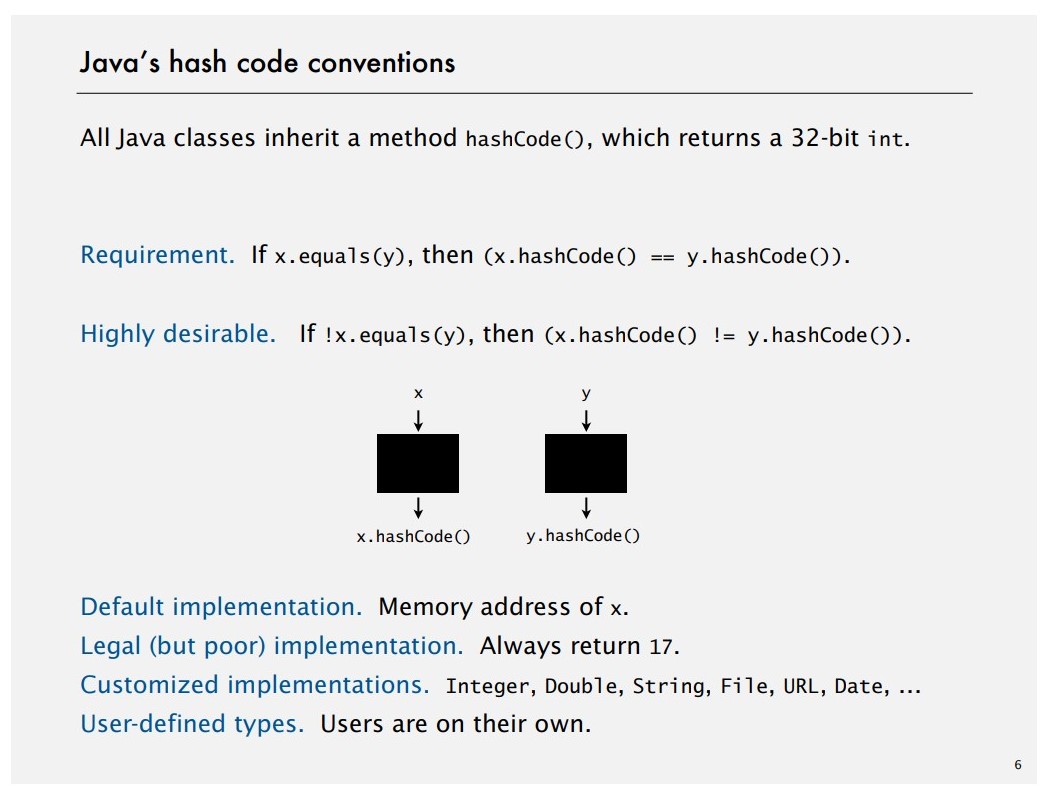 Java’s hash code conventions
All Java classes inherit a method hashCode(), which returns a 32-bit int.
Requirement. If x.equals(y), then (x.hashCode() == y.hashCode()).
Highly desirable. If !x.equals(y), then (x.hashCode() != y.hashCode()).
x y
x.hashCode() y.hashCode()
Default implementation. Memory address of x.
Legal (but poor) implementation. Always return 17.
Customized implementations. Integer, Double, String, File, URL, Date, …
User-defined types. Users are on their own.
6